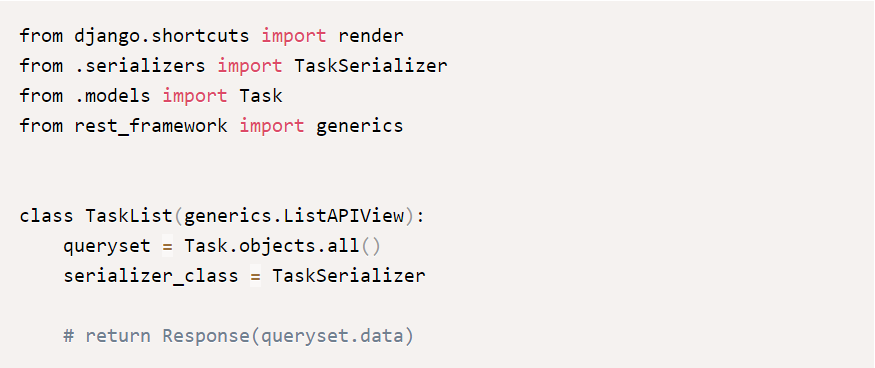 from django.shortcuts import render
from .serializers import TaskSerializer
from .models import Task
from rest_framework import generics
class TaskList(generics.ListAPIView):
    queryset = Task.objects.all()
    serializer_class = TaskSerializer
    # return Response(queryset.data)